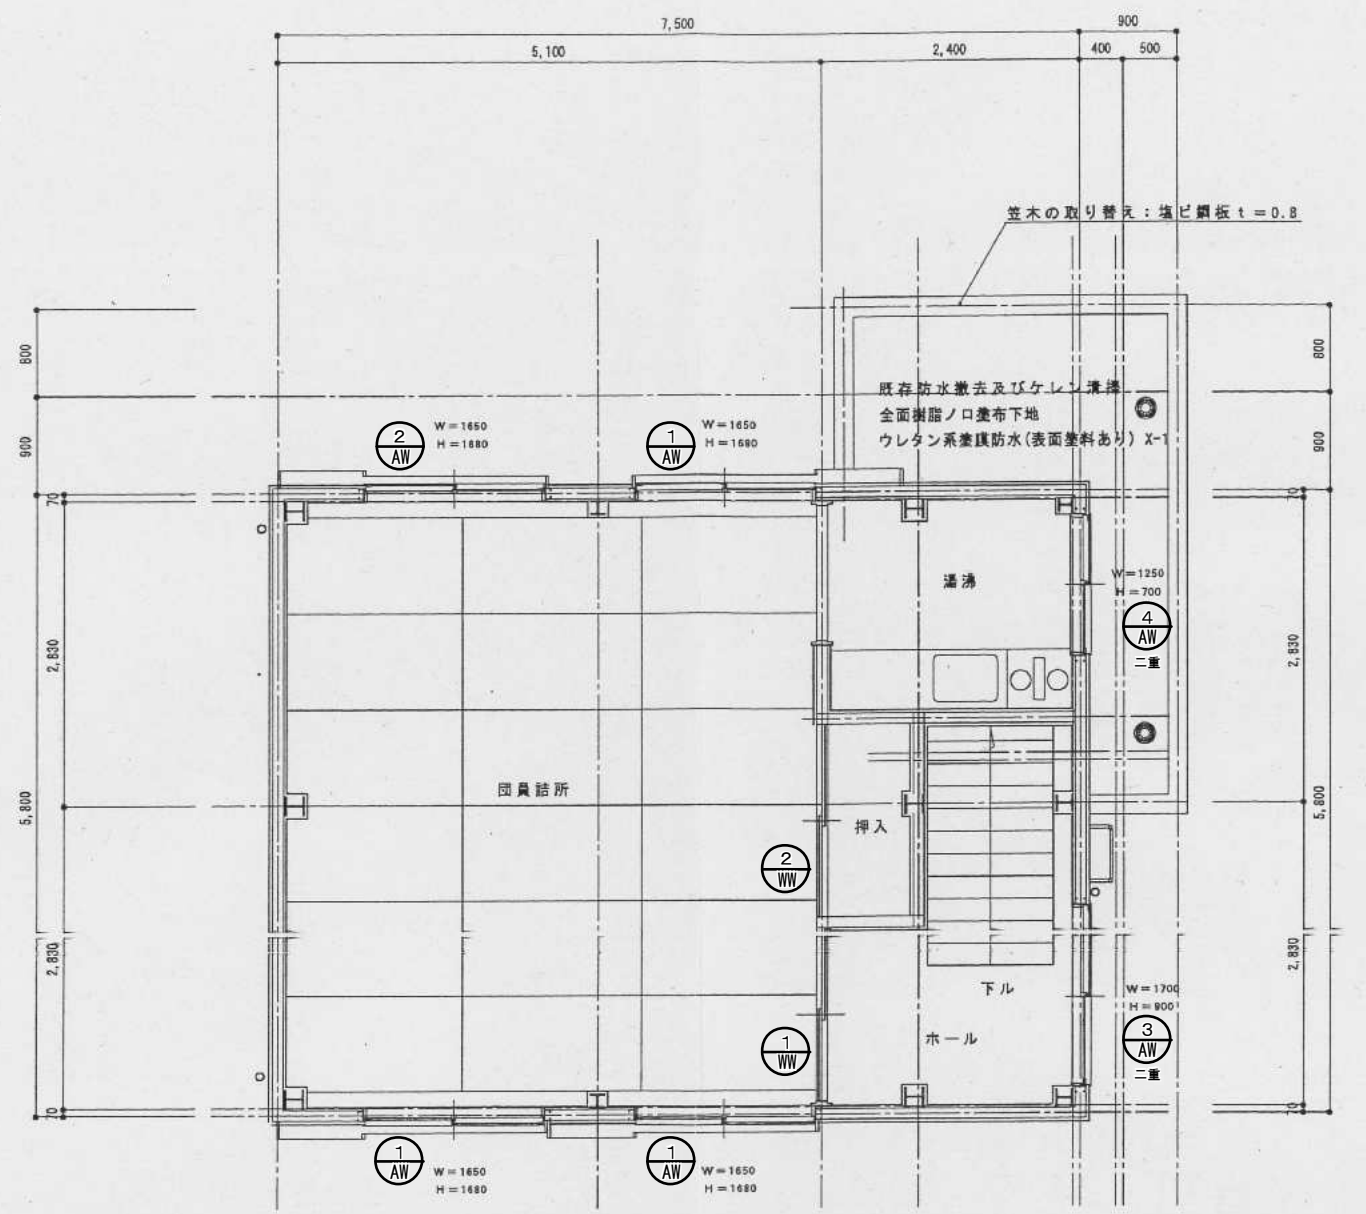 7,500
900
5,100
2,400
400
500
笠木の取り替え：塩ビ鋼板 t＝0.8
800
900
70
2,830
5,800
2,830
70
800
900
70
2,830
5,800
2,830
70
既存防水撤去及びケレン清掃
全面樹脂ノロ塗布下地
ウレタン系塗膜防水(表面塗料あり) X-1
2
AW
W＝1650
H＝1680
1
AW
W＝1650
H＝1680
湯沸
W＝1250
H＝700
4
AW
二重
団員詰所
押入
2
WW
下ル
ホール
1
WW
W＝1700
H＝900
3
AW
二重
1
AW
W＝1650
H＝1680
1
AW
W＝1650
H＝1680